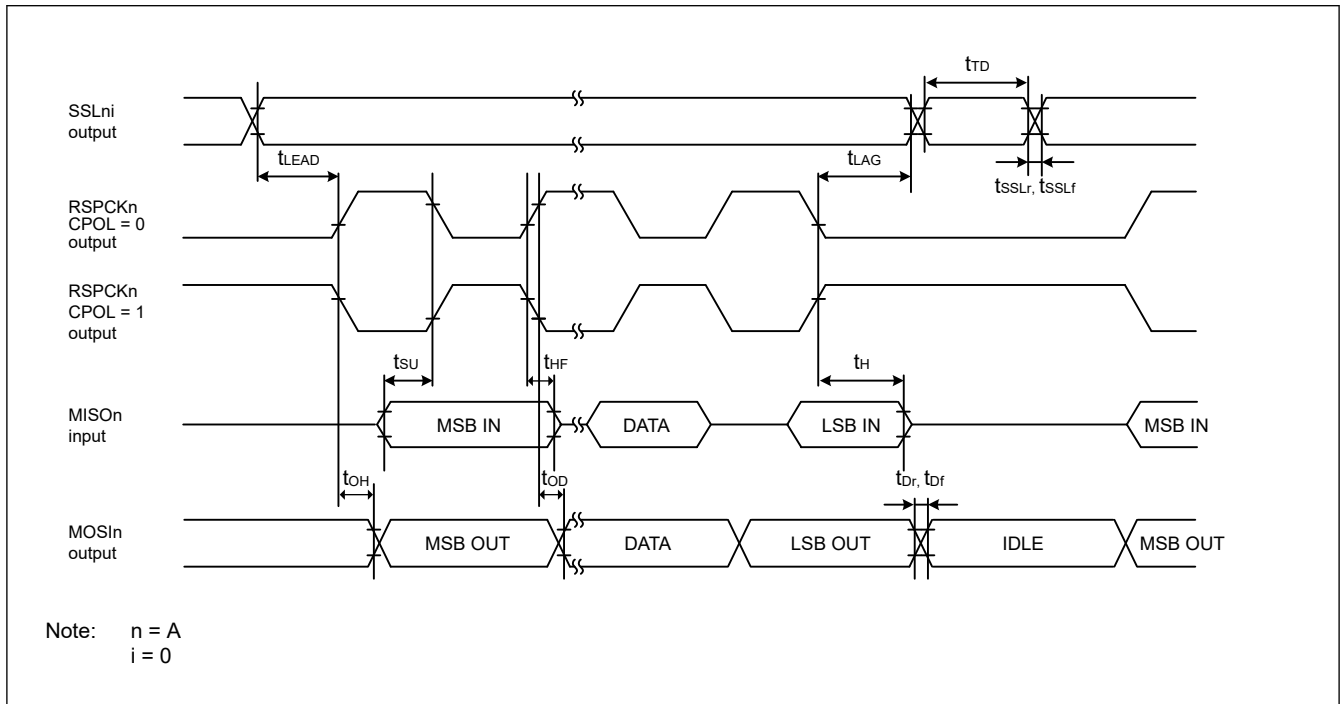 tTD
SSLni
output
tLEAD
tLAG
tSSLr, tSSLf
RSPCKn
CPOL = 0
output
RSPCKn
CPOL = 1
output
tSU
tHF
tH
MISOn
input
MSB IN
DATA
LSB IN
MSB IN
tOH
tOD
tDr, tDf
MOSIn
output
MSB OUT
DATA
LSB OUT
IDLE
MSB OUT
Note: n = A
i = 0